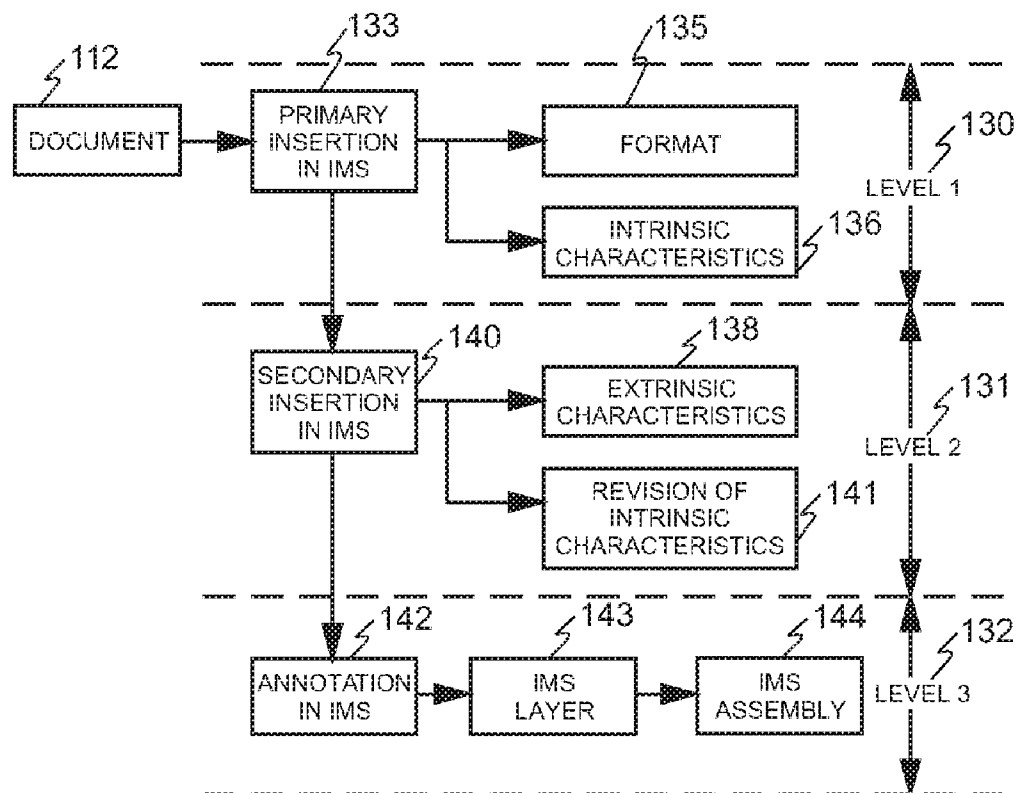 133
135
112
DOCUMENT
PRIMARY
INSERTION
IN IMS
FORMAT
130
LEVEL 1
INTRINSIC
CHARACTERISTICS
136
138
140
SECONDARY
INSERTION
IN IMS
EXTRINSIC
CHARACTERISTICS
131
LEVEL 2
REVISION OF
INTRINSIC
CHARACTERISTICS
141
142
143
144
132
ANNOTATION
IN IMS
IMS
LAYER
IMS
ASSEMBLY
LEVEL 3